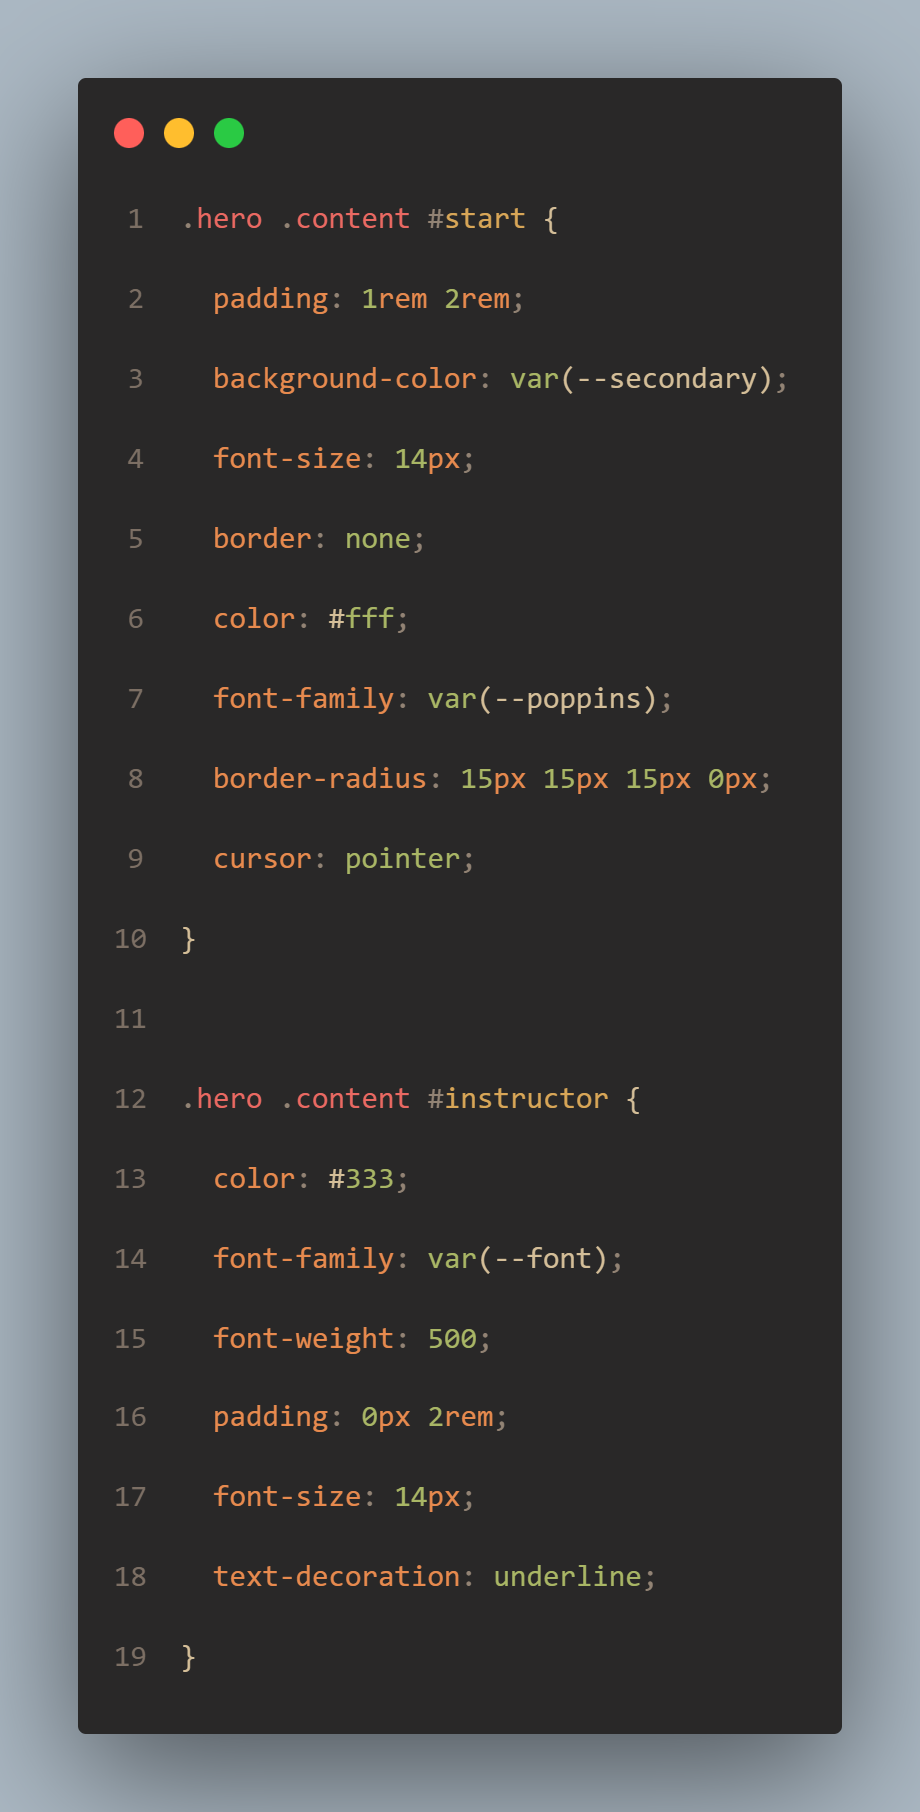 1 .hero .content #start {
2   padding: 1rem 2rem;
3   background-color: var(--secondary);
4   font-size: 14px;
5   border: none;
6   color: #fff;
7   font-family: var(--poppins);
8   border-radius: 15px 15px 15px 0px;
9   cursor: pointer;
10 }
11
12 .hero .content #instructor {
13   color: #333;
14   font-family: var(--font);
15   font-weight: 500;
16   padding: 0px 2rem;
17   font-size: 14px;
18   text-decoration: underline;
19 }